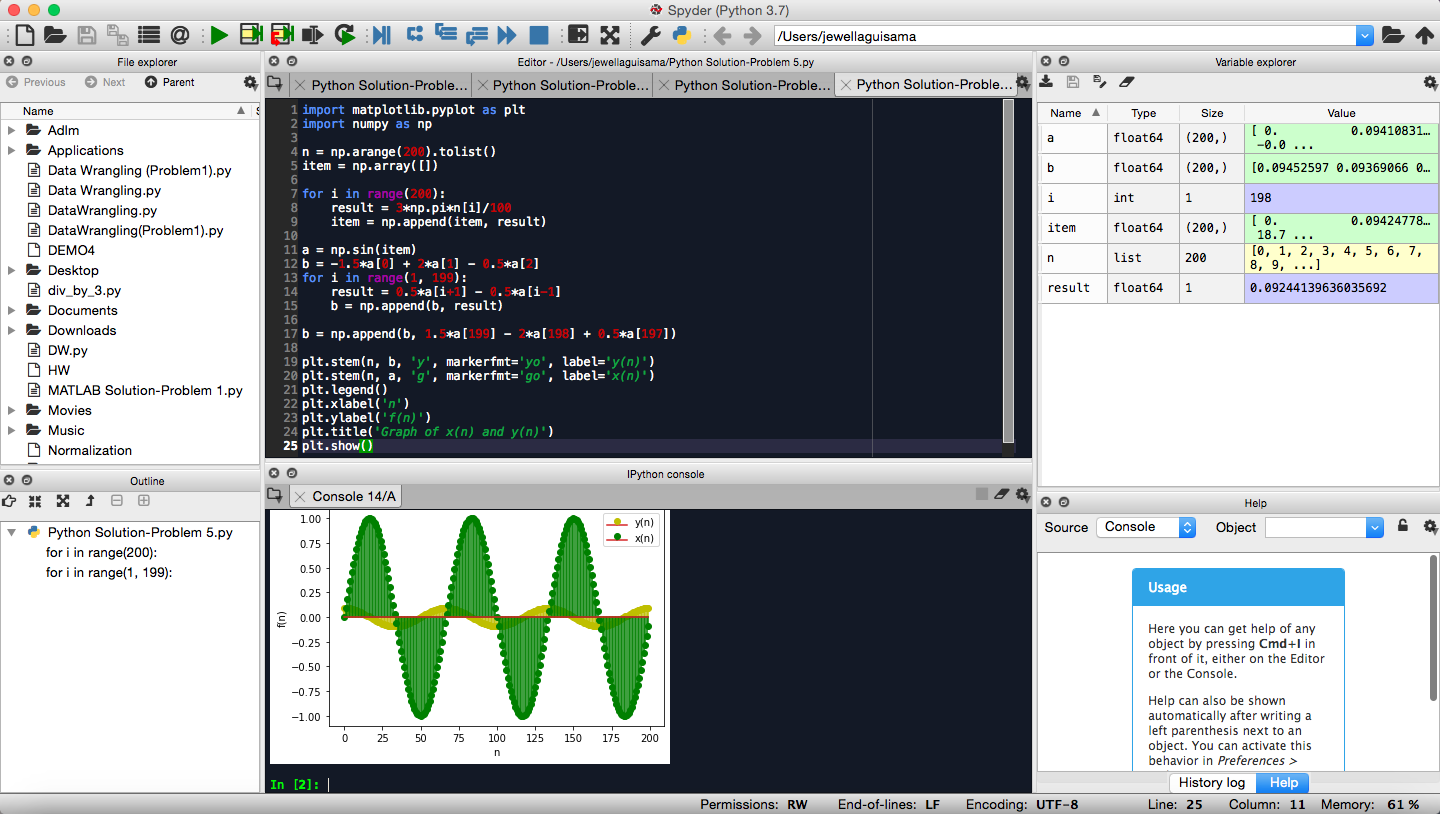 Spyder (Python 3.7)
/Users/jewellaguisama
File explorer
Previous Next Parent
Name
Adlm
Applications
Data Wrangling (Problem1).py
Data Wrangling.py
DataWrangling.py
DataWrangling(Problem1).py
DEMO4
Desktop
div_by_3.py
Documents
Downloads
DW.py
HW
MATLAB Solution-Problem 1.py
Movies
Music
Normalization
Outline
Python Solution-Problem 5.py
for i in range(200):
for i in range(1, 199):
Editor - /Users/jewellaguisama/Python Solution-Problem 5.py
Python Solution-Proble... Python Solution-Proble... Python Solution-Proble... Python Solution-Proble...
1 import matplotlib.pyplot as plt
2 import numpy as np
3
4 n = np.arange(200).tolist()
5 item = np.array([])
6
7 for i in range(200):
8 result = 3*np.pi*n[i]/100
9 item = np.append(item, result)
10
11 a = np.sin(item)
12 b = -1.5*a[0] + 2*a[1] - 0.5*a[2]
13 for i in range(1, 199):
14 result = 0.5*a[i+1] - 0.5*a[i-1]
15 b = np.append(b, result)
16
17 b = np.append(b, 1.5*a[199] - 2*a[198] + 0.5*a[197])
18
19 plt.stem(n, b, 'y', markerfmt='yo', label='y(n)')
20 plt.stem(n, a, 'g', markerfmt='go', label='x(n)')
21 plt.legend()
22 plt.xlabel('n')
23 plt.ylabel('f(n)')
24 plt.title('Graph of x(n) and y(n)')
25 plt.show()
IPython console
Console 14/A
1.00
0.75
0.50
0.25
0.00
−0.25
−0.50
−0.75
−1.00
f(n)
y(n)
x(n)
0 25 50 75 100 125 150 175 200
n
In [2]:
Variable explorer
Name Type Size Value
a float64 (200,) [ 0. 0.09410831...
-0.0 ...
b float64 (200,) [0.09452597 0.09369066 0...
i int 1 198
item float64 (200,) [ 0. 0.09424778...
18.7 ...
n list 200 [0, 1, 2, 3, 4, 5, 6, 7,
8, 9, ...]
result float64 1 0.09244139636035692
Help
Source Console Object
Usage
Here you can get help of any
object by pressing Cmd+I in
front of it, either on the Editor
or the Console.
Help can also be shown
automatically after writing a
left parenthesis next to an
object. You can activate this
behavior in Preferences >
History log Help
Permissions: RW End-of-lines: LF Encoding: UTF-8 Line: 25 Column: 11 Memory: 61 %